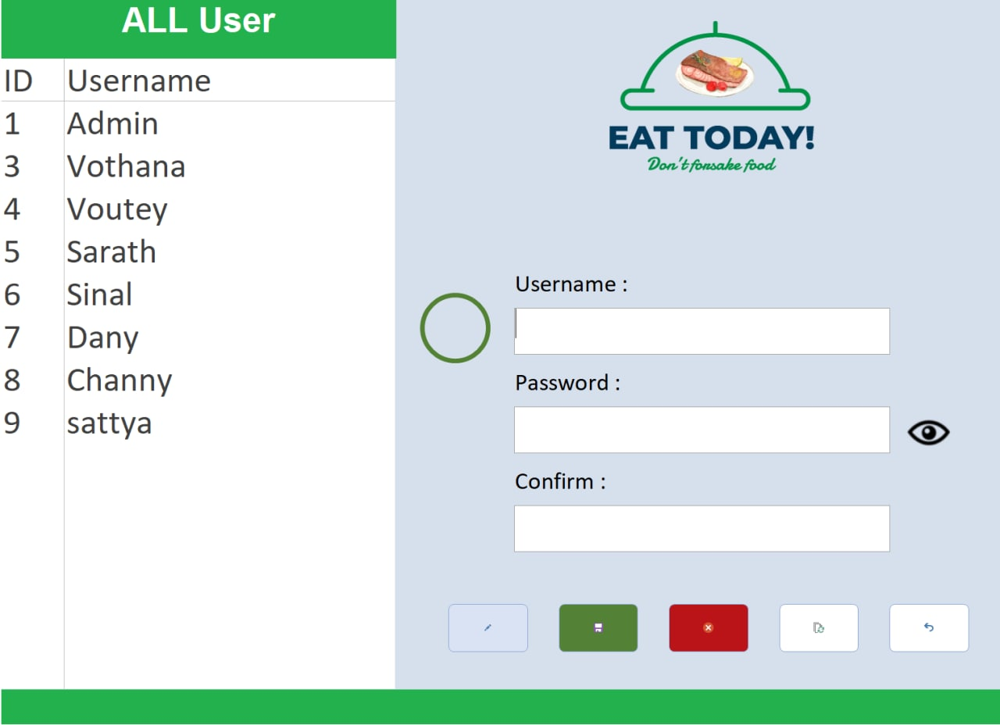 ALL User
ID Username
1 Admin
3 Vothana
4 Voutey
5 Sarath
6 Sinal
7 Dany
8 Channy
9 sattya
EAT TODAY!
Don't forsake food
Username :
Password :
Confirm :